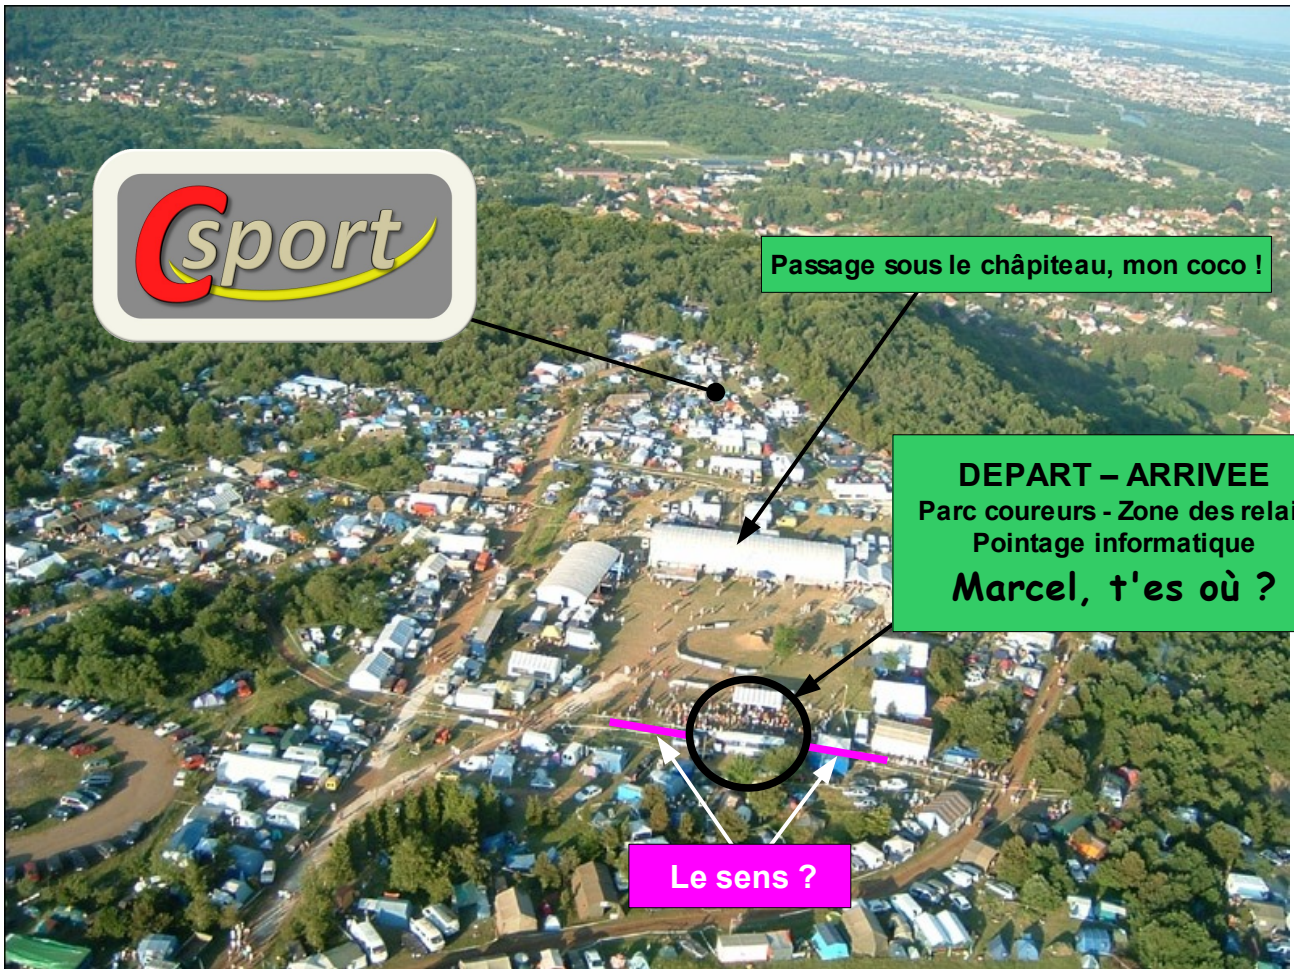 Csport
Passage sous le châpiteau, mon coco !
DEPART – ARRIVEE
Parc coureurs - Zone des relai
Pointage informatique
Marcel, t'es où ?
Le sens ?